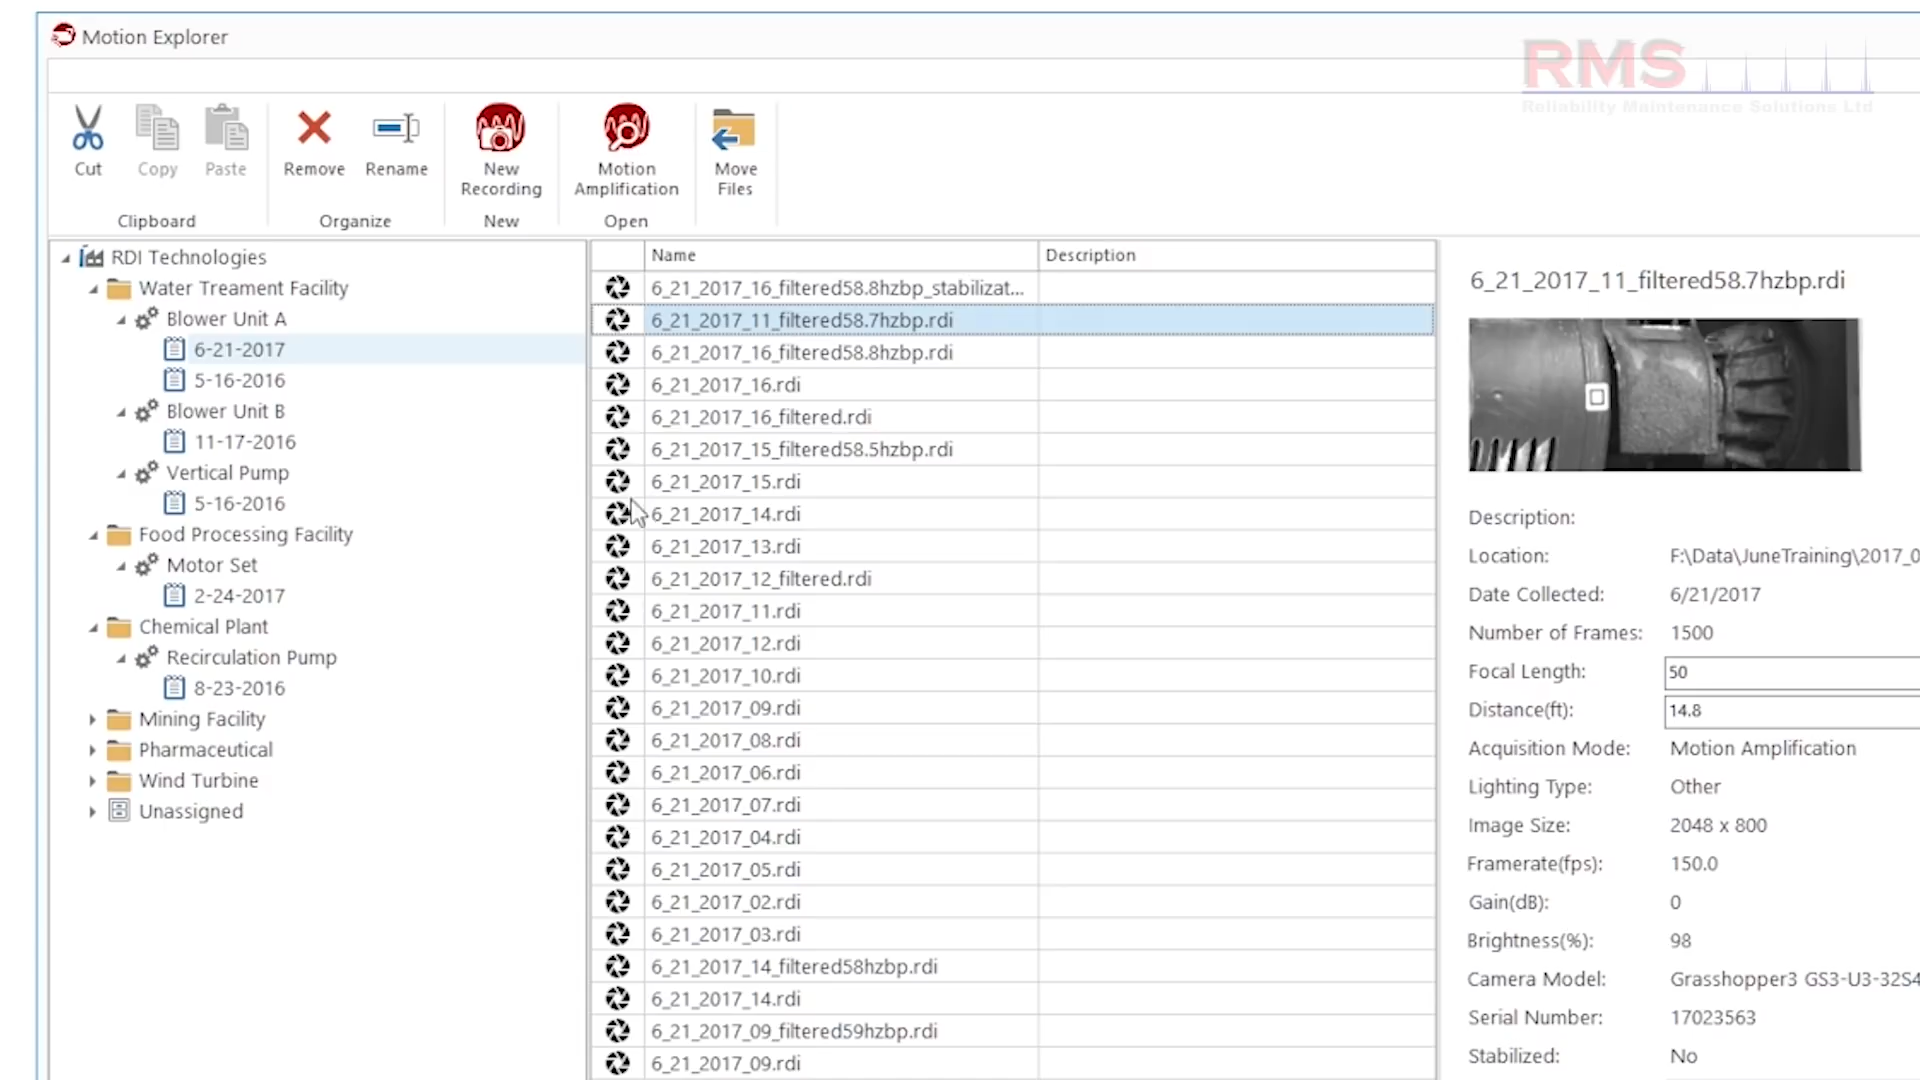 Motion Explorer
RMS
Reliability Maintenance Solutions Ltd
Cut
Copy
Paste
Remove
Rename
New
Recording
Motion
Amplification
Move
Files
Clipboard
Organize
New
Open
RDI Technologies
Water Treament Facility
Blower Unit A
6-21-2017
5-16-2016
Blower Unit B
11-17-2016
Vertical Pump
5-16-2016
Food Processing Facility
Motor Set
2-24-2017
Chemical Plant
Recirculation Pump
8-23-2016
Mining Facility
Pharmaceutical
Wind Turbine
Unassigned
Name Description
6_21_2017_16_filtered58.8hzbp_stabilizat...
6_21_2017_11_filtered58.7hzbp.rdi
6_21_2017_16_filtered58.8hzbp.rdi
6_21_2017_16.rdi
6_21_2017_16_filtered.rdi
6_21_2017_15_filtered58.5hzbp.rdi
6_21_2017_15.rdi
6_21_2017_14.rdi
6_21_2017_13.rdi
6_21_2017_12_filtered.rdi
6_21_2017_11.rdi
6_21_2017_12.rdi
6_21_2017_10.rdi
6_21_2017_09.rdi
6_21_2017_08.rdi
6_21_2017_06.rdi
6_21_2017_07.rdi
6_21_2017_04.rdi
6_21_2017_05.rdi
6_21_2017_02.rdi
6_21_2017_03.rdi
6_21_2017_14_filtered58hzbp.rdi
6_21_2017_14.rdi
6_21_2017_09_filtered59hzbp.rdi
6_21_2017_09.rdi
6_21_2017_11_filtered58.7hzbp.rdi
Description:
Location: F:\Data\JuneTraining\2017_0
Date Collected: 6/21/2017
Number of Frames: 1500
Focal Length: 50
Distance(ft): 14.8
Acquisition Mode: Motion Amplification
Lighting Type: Other
Image Size: 2048 x 800
Framerate(fps): 150.0
Gain(dB): 0
Brightness(%): 98
Camera Model: Grasshopper3 GS3-U3-32S4
Serial Number: 17023563
Stabilized: No